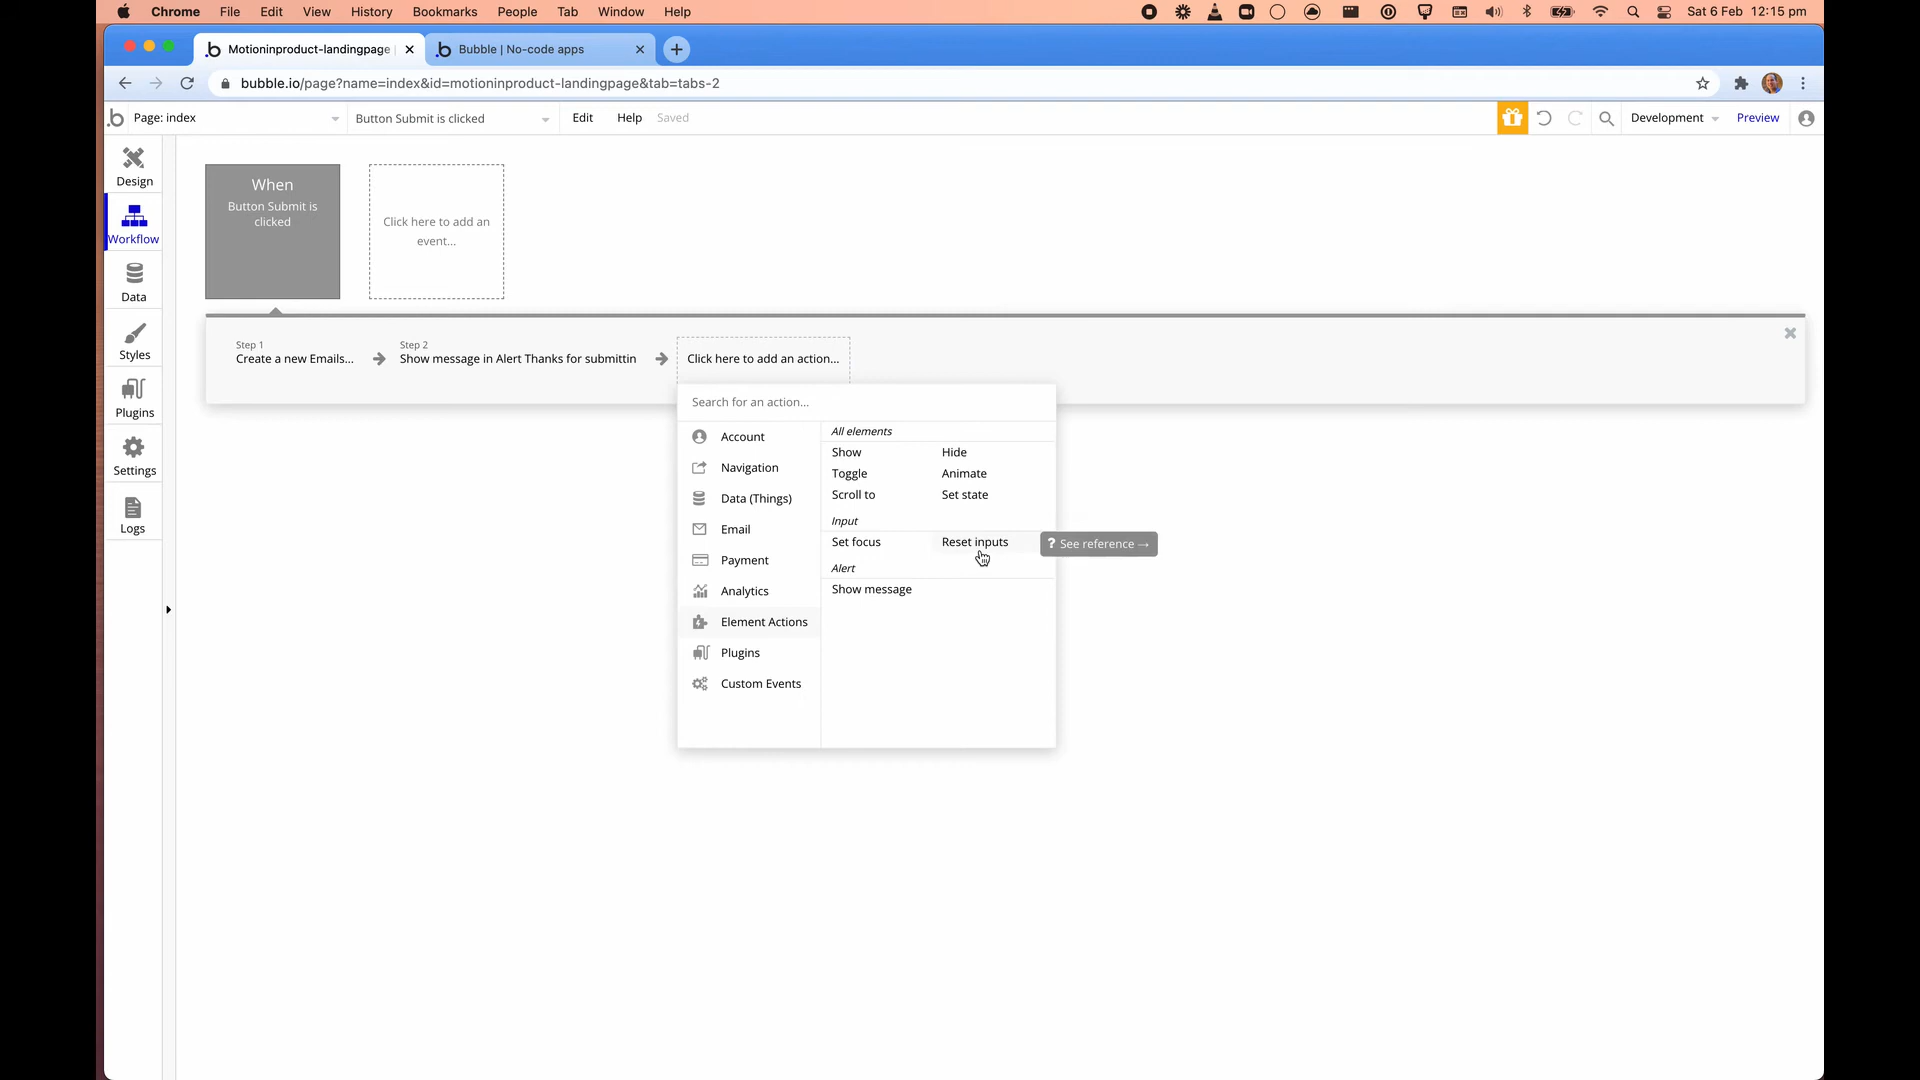 Chrome File Edit View History Bookmarks People Tab Window Help Sat 6 Feb 12:15 pm
Motioninproduct-landingpage Bubble | No-code apps
bubble.io/page?name=index&id=motioninproduct-landingpage&tab=tabs-2
Page: index Button Submit is clicked Edit Help Saved Development Preview
Design
Workflow
Data
Styles
Plugins
Settings
Logs
When
Button Submit is
clicked
Click here to add an
event...
Step 1
Create a new Emails...
Step 2
Show message in Alert Thanks for submittin
Click here to add an action...
Search for an action...
Account
Navigation
Data (Things)
Email
Payment
Analytics
Element Actions
Plugins
Custom Events
All elements
Show Hide
Toggle Animate
Scroll to Set state
Input
Set focus Reset inputs
? See reference →
Alert
Show message